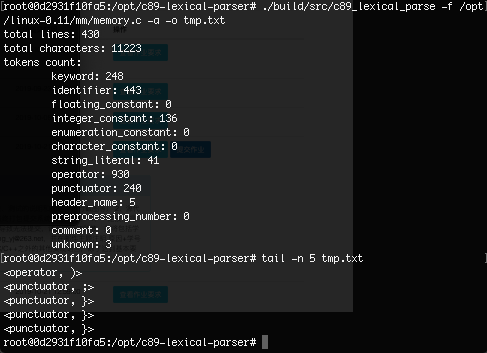 [root@0d2931f10fa5:/opt/c89-lexical-parser# ./build/src/c89_lexical_parse -f /opt]
/linux-0.11/mm/memory.c -a -o tmp.txt
total lines: 430
total characters: 11223
tokens count:
keyword: 248
identifier: 443
floating_constant: 0
integer_constant: 136
enumeration_constant: 0
character_constant: 0
string_literal: 41
operator: 930
punctuator: 240
header_name: 5
preprocessing_number: 0
comment: 0
unknown: 3
[root@0d2931f10fa5:/opt/c89-lexical-parser# tail -n 5 tmp.txt ]
<operator, )>
<punctuator, ;>
<punctuator, }>
<punctuator, }>
<punctuator, }>
root@0d2931f10fa5:/opt/c89-lexical-parser#